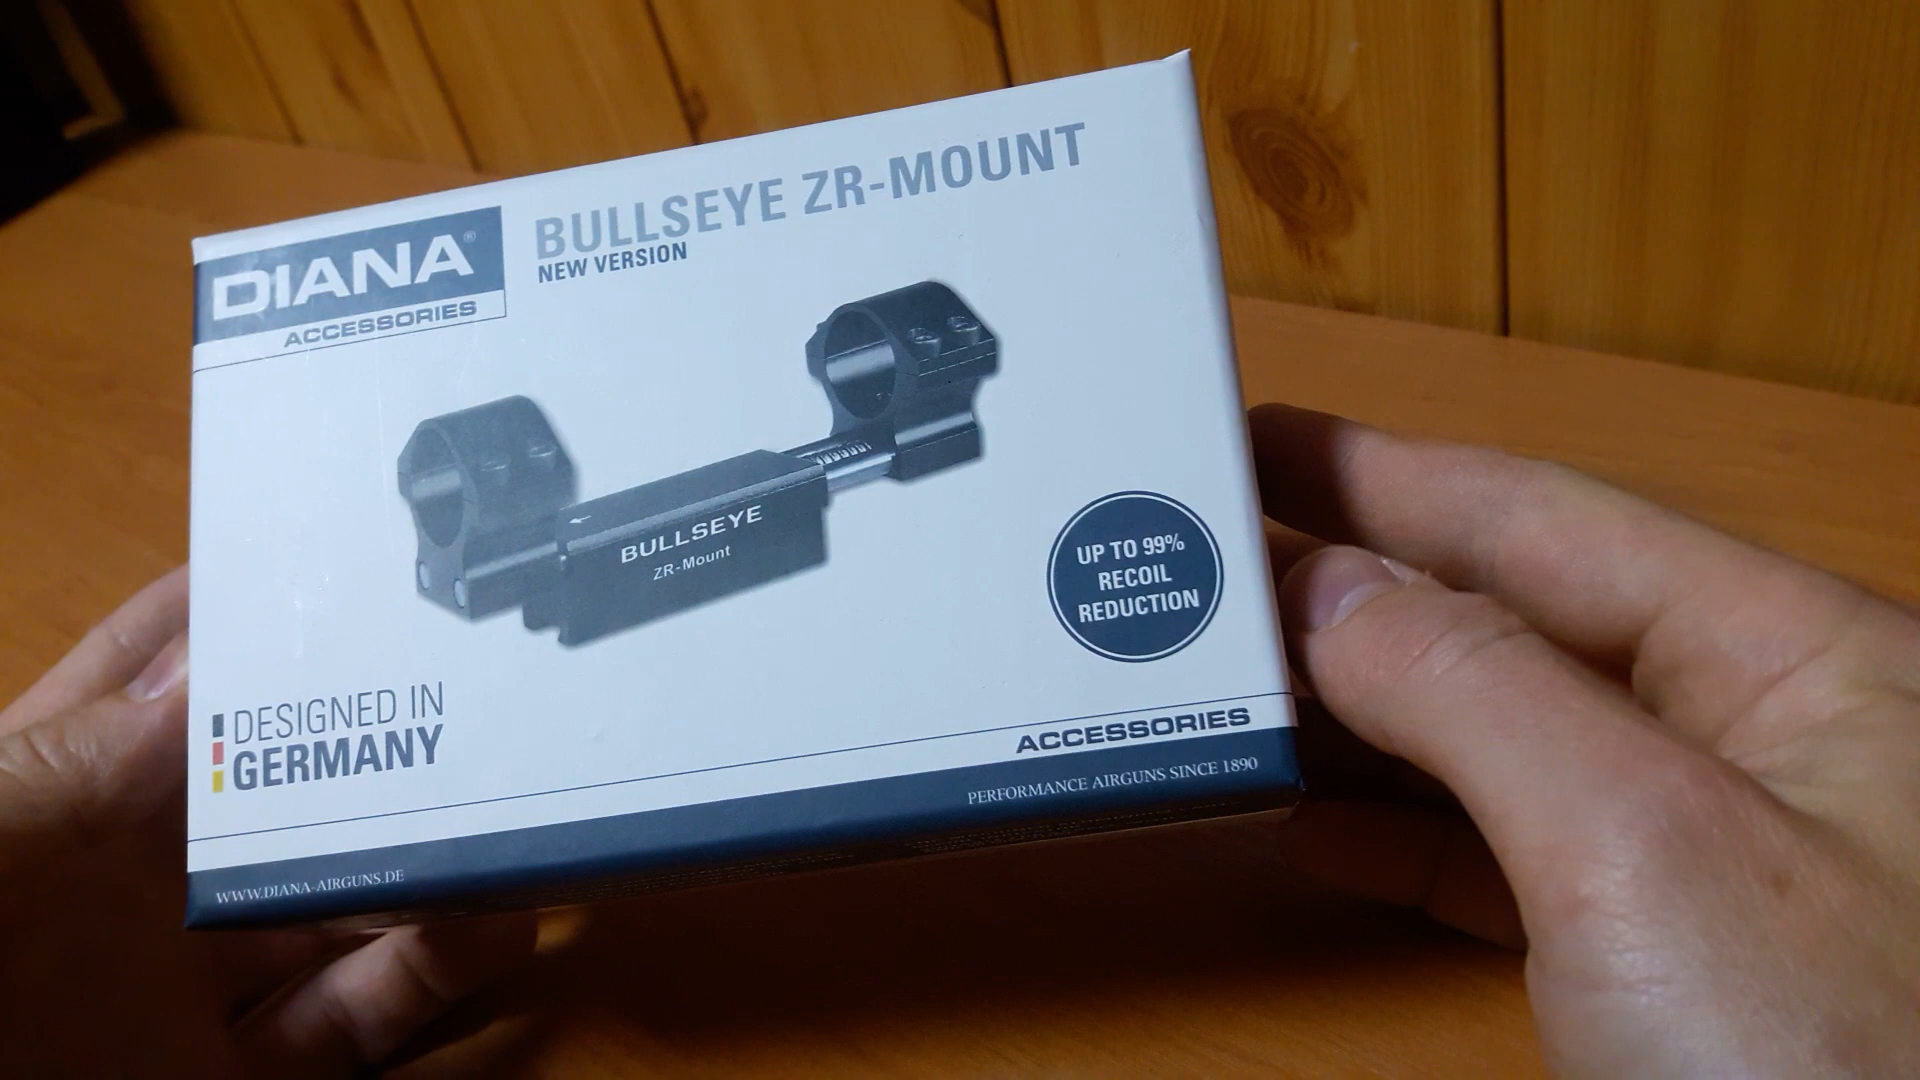 DIANA®
ACCESSORIES
BULLSEYE ZR-MOUNT
NEW VERSION
BULLSEYE
ZR-Mount
UP TO 99%
RECOIL
REDUCTION
DESIGNED IN
GERMANY
ACCESSORIES
PERFORMANCE AIRGUNS SINCE 1890
WWW.DIANA-AIRGUNS.DE